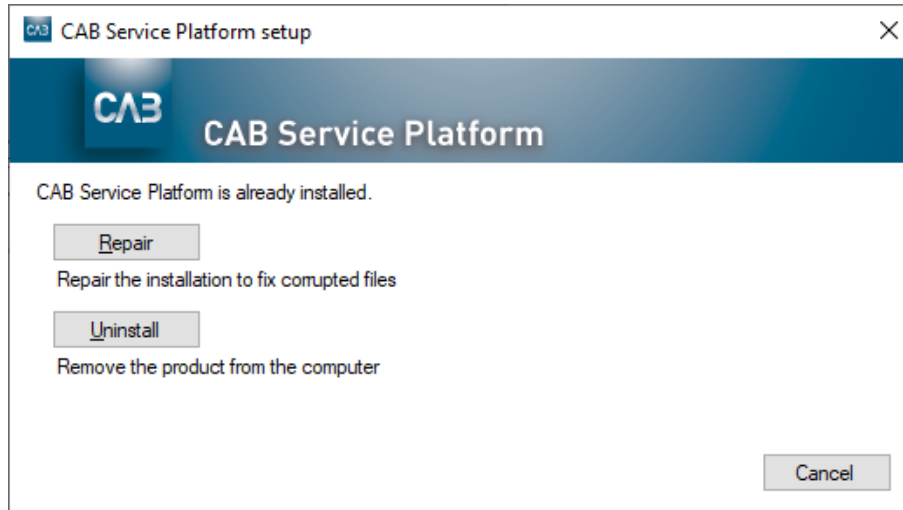 CAB CAB Service Platform setup
CAB
CAB Service Platform
CAB Service Platform is already installed.
Repair
Repair the installation to fix corrupted files
Uninstall
Remove the product from the computer
Cancel